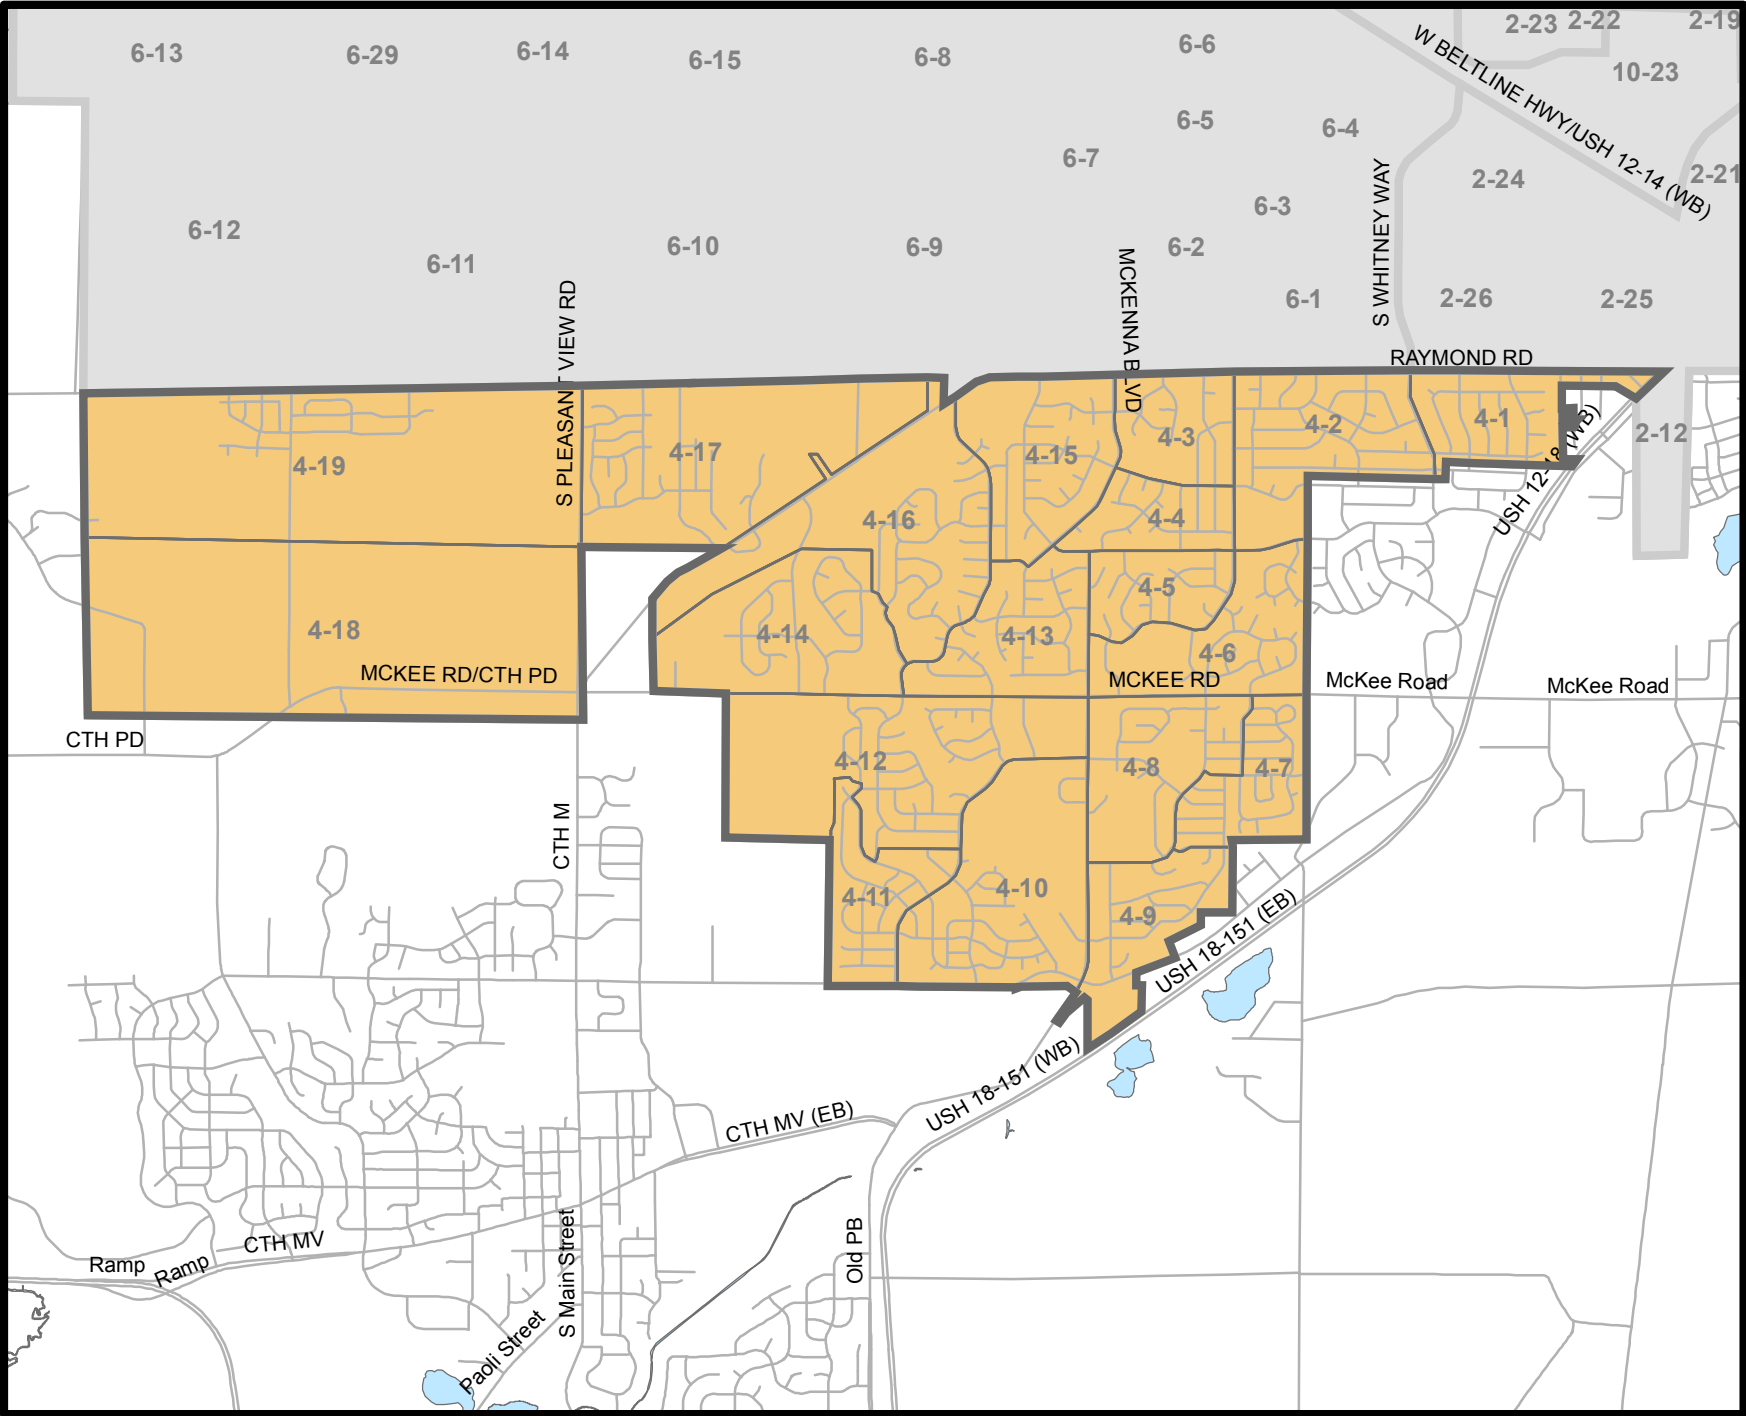 2-23
2-22
2-19
6-13
6-29
6-14
6-15
6-8
6-6
10-23
W BELTLINE HWY/USH 12-14 (WB)
6-5
6-4
6-7
2-24
2-21
6-3
6-12
6-11
6-10
6-9
6-2
6-1
2-26
2-25
S WHITNEY WAY
MCKENNA BLVD
S PLEASANT VIEW RD
RAYMOND RD
4-19
4-17
4-15
4-3
4-2
4-1
2-12
USH 12-18 (WB)
4-16
4-4
4-5
4-18
4-14
4-13
4-6
MCKEE RD/CTH PD
MCKEE RD
McKee Road
McKee Road
CTH PD
4-12
4-8
4-7
CTH M
4-11
4-10
4-9
USH 18-151 (EB)
USH 18-151 (WB)
CTH MV (EB)
CTH MV
Ramp
Ramp
S Main Street
Old PB
Paoli Street